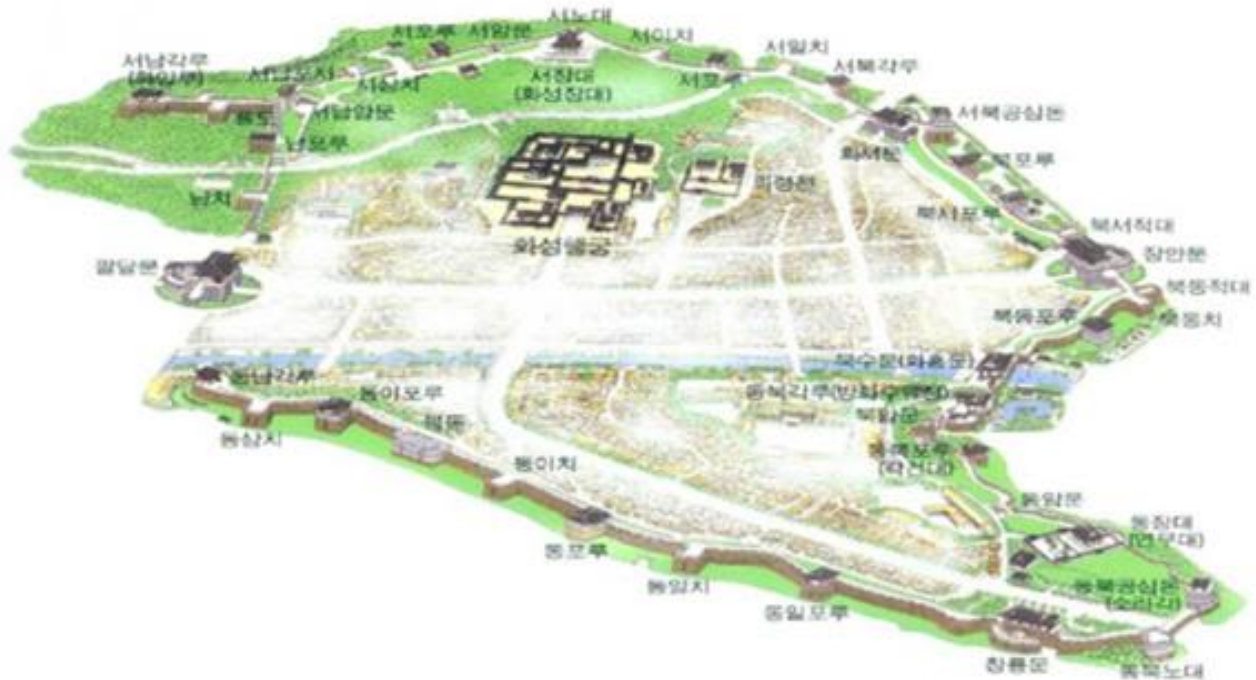 서노대
서포루
서암문
서이치
서일치
서남각루
(화양루)
서남포사
서삼치
서장대
(화성장대)
서포루
서북각루
서남암문
용도
서북공심돈
남포루
화서문
북포루
남치
북서포루
화성행궁
북서적대
장안문
팔달문
북동적대
북동포루
북동치
북수문(화홍문)
동남각루
동북각루(방화수류정)
동이포루
북암문
동삼치
봉돈
동북포루
(각건대)
동이치
동암문
동장대
(연무대)
동포루
동일치
동북공심돈
(소라각)
동일포루
창룡문
동북노대